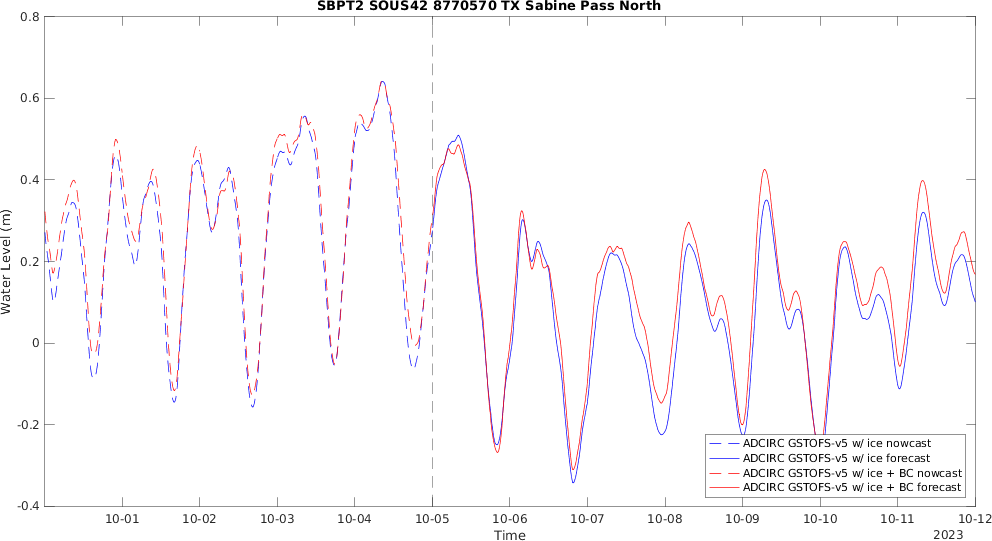 SBPT2 SOUS42 8770570 TX Sabine Pass North
0.8
0.6
0.4
0.2
0
-0.2
-0.4
Water Level (m)
ADCIRC GSTOFS-v5 w/ ice nowcast
ADCIRC GSTOFS-v5 w/ ice forecast
ADCIRC GSTOFS-v5 w/ ice + BC nowcast
ADCIRC GSTOFS-v5 w/ ice + BC forecast
10-01 10-02 10-03 10-04 10-05 10-06 10-07 10-08 10-09 10-10 10-11 10-12
Time
2023